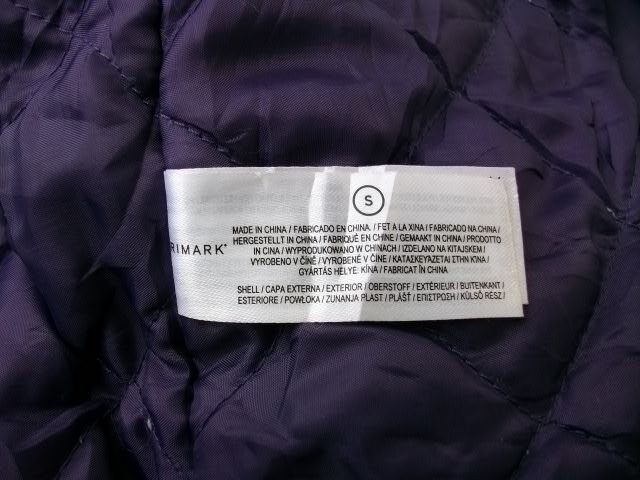 S
RIMARK*
MADE IN CHINA / FABRICADO EN CHINA / FET A LA XINA / FABRICADO NA CHINA /
HERGESTELLT IN CHINA / FABRIQUÉ EN CHINE / GEMAAKT IN CHINA / PRODOTTO
IN CINA / WYPRODUKOWANO W CHINACH / IZDELANO NA KITAJSKEM /
VYROBENO V ČÍNĚ / VYROBENÉ V ČÍNE / ΚΑΤΑΣΚΕΥΑΖΕΤΑΙ ΣΤΗΝ ΚΙΝΑ /
GYÁRTÁS HELYE: KÍNA / FABRICAT ÎN CHINA
SHELL / CAPA EXTERNA / EXTERIOR / OBERSTOFF / EXTÉRIEUR / BUITENKANT /
ESTERIORE / POWŁOKA / ZUNANJA PLAST / PLÁŠŤ / ΕΠΙΣΤΡΩΣΗ / KÜLSŐ RÉSZ /